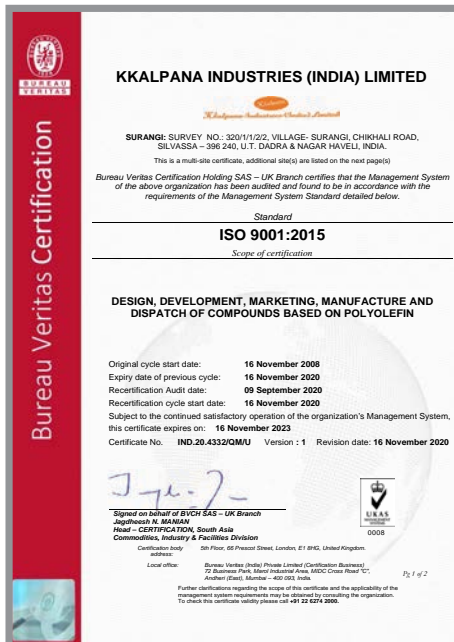 BUREAU
VERITAS
Bureau Veritas Certification
KKALPANA INDUSTRIES (INDIA) LIMITED
Kkalpana
Kkalpana Industries (India) Limited
SURANGI: SURVEY NO.: 320/1/1/2/2, VILLAGE- SURANGI, CHIKHALI ROAD,
SILVASSA – 396 240, U.T. DADRA & NAGAR HAVELI, INDIA.
This is a multi-site certificate, additional site(s) are listed on the next page(s)
Bureau Veritas Certification Holding SAS – UK Branch certifies that the Management System
of the above organization has been audited and found to be in accordance with the
requirements of the Management System Standard detailed below.
Standard
ISO 9001:2015
Scope of certification
DESIGN, DEVELOPMENT, MARKETING, MANUFACTURE AND
DISPATCH OF COMPOUNDS BASED ON POLYOLEFIN
Original cycle start date: 16 November 2008
Expiry date of previous cycle: 16 November 2020
Recertification Audit date: 09 September 2020
Recertification cycle start date: 16 November 2020
Subject to the continued satisfactory operation of the organization's Management System,
this certificate expires on: 16 November 2023
Certificate No. IND.20.4332/QM/U Version : 1 Revision date: 16 November 2020
Signed on behalf of BVCH SAS – UK Branch
Jagdheesh N. MANIAN
Head – CERTIFICATION, South Asia
Commodities, Industry & Facilities Division
UKAS
MANAGEMENT
SYSTEMS
0008
Certification body address: 5th Floor, 66 Prescot Street, London, E1 8HG, United Kingdom.
Local office: Bureau Veritas (India) Private Limited (Certification Business)
72 Business Park, Marol Industrial Area, MIDC Cross Road "C",
Andheri (East), Mumbai – 400 093, India.
Pg 1 of 2
Further clarifications regarding the scope of this certificate and the applicability of the
management system requirements may be obtained by consulting the organization.
To check this certificate validity please call +91 22 6274 2000.